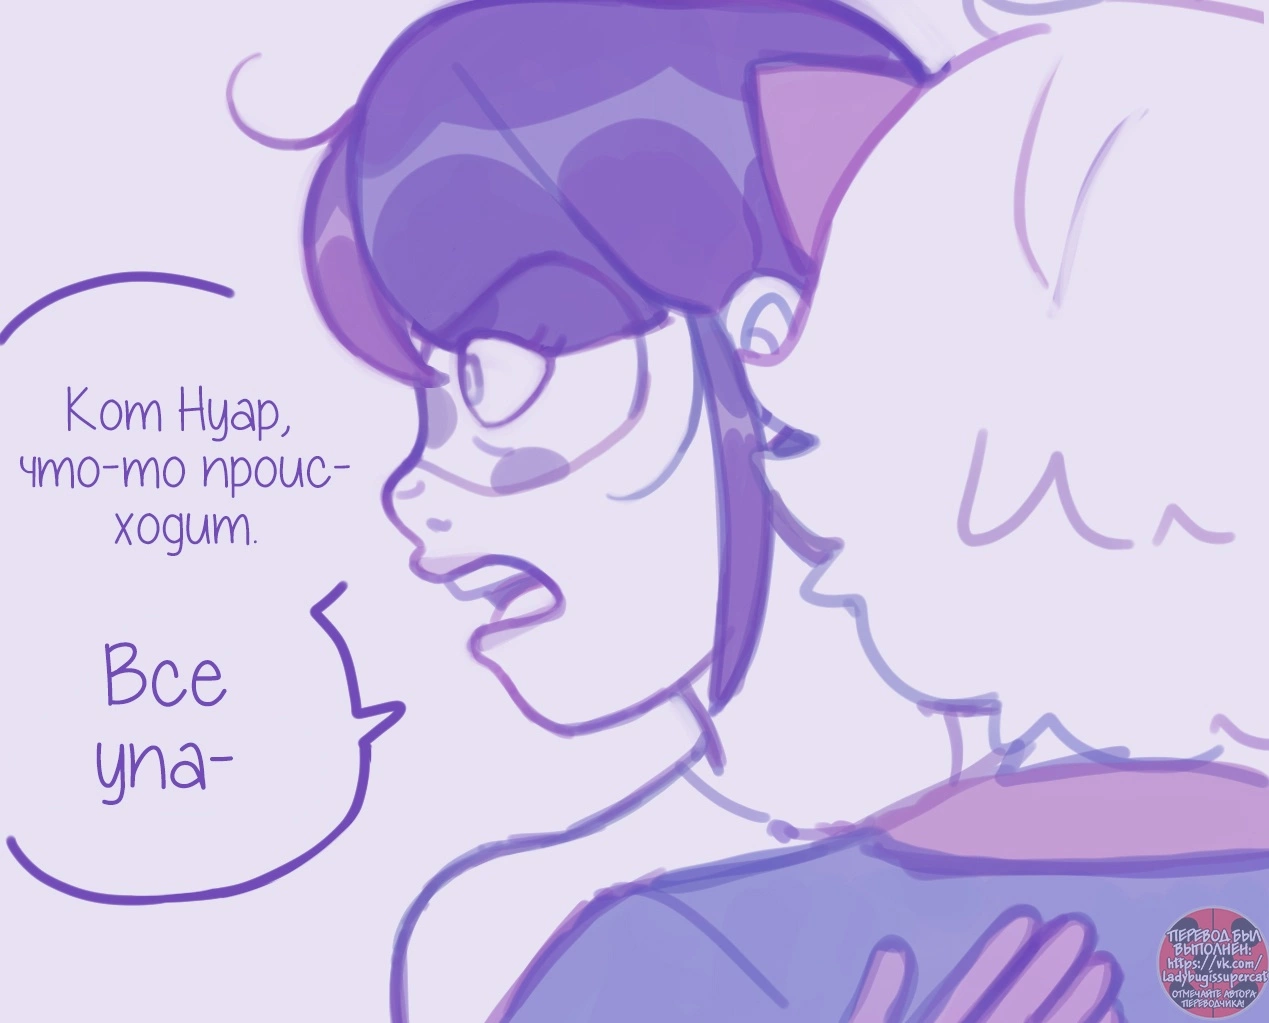 Кот Нуар,
что-то проис-
ходит.
Все
упа-
ПЕРЕВОД БЫЛ
ВЫПОЛНЕН:
https://vk.com/
ladybugissupercat
ОТМЕЧАЙТЕ АВТОРА
ПЕРЕВОДЧИКА!